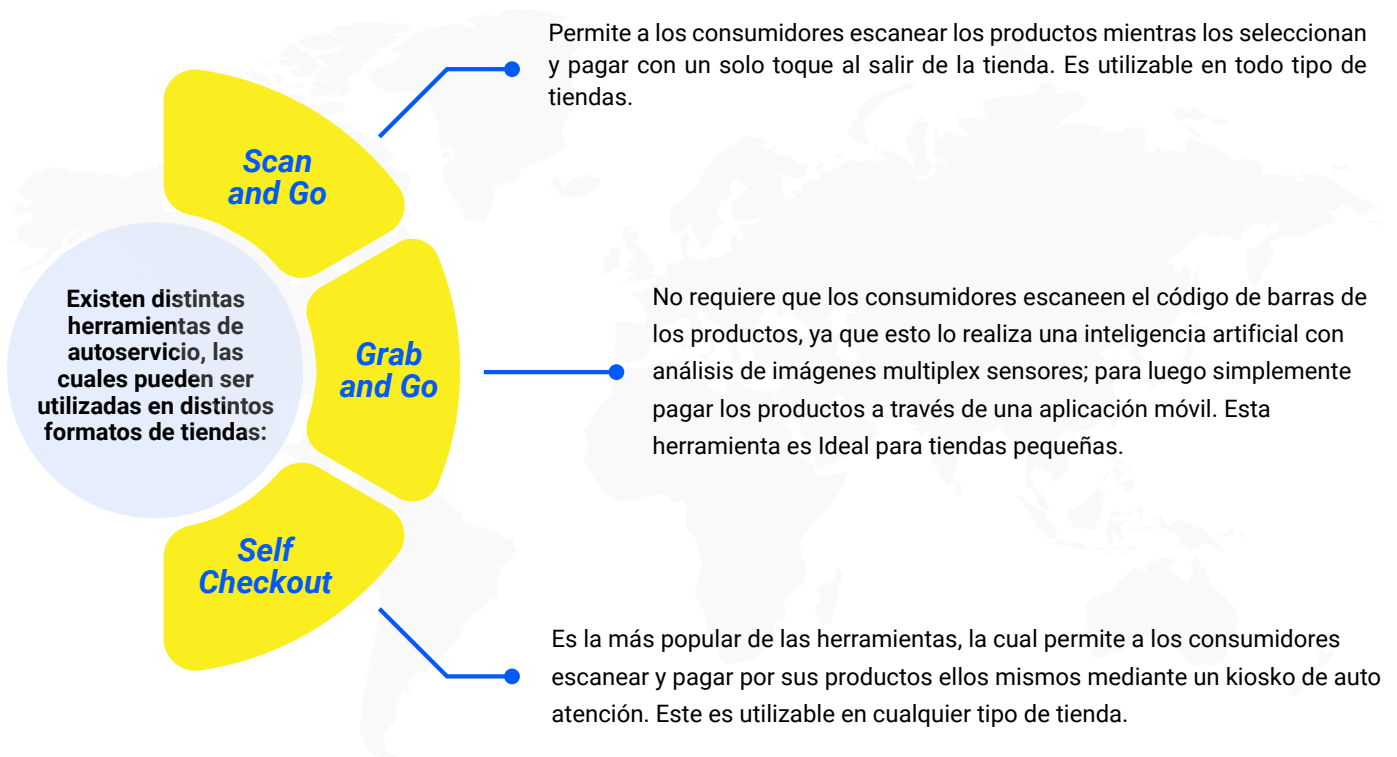 Permite a los consumidores escanear los productos mientras los seleccionan
y pagar con un solo toque al salir de la tienda. Es utilizable en todo tipo de
tiendas.
Scan
and Go
Existen distintas
herramientas de
autoservicio, las
cuales pueden ser
utilizadas en distintos
formatos de tiendas:
Grab
and Go
No requiere que los consumidores escaneen el código de barras de
los productos, ya que esto lo realiza una inteligencia artificial con
análisis de imágenes multiplex sensores; para luego simplemente
pagar los productos a través de una aplicación móvil. Esta
herramienta es Ideal para tiendas pequeñas.
Self
Checkout
Es la más popular de las herramientas, la cual permite a los consumidores
escanear y pagar por sus productos ellos mismos mediante un kiosko de auto
atención. Este es utilizable en cualquier tipo de tienda.